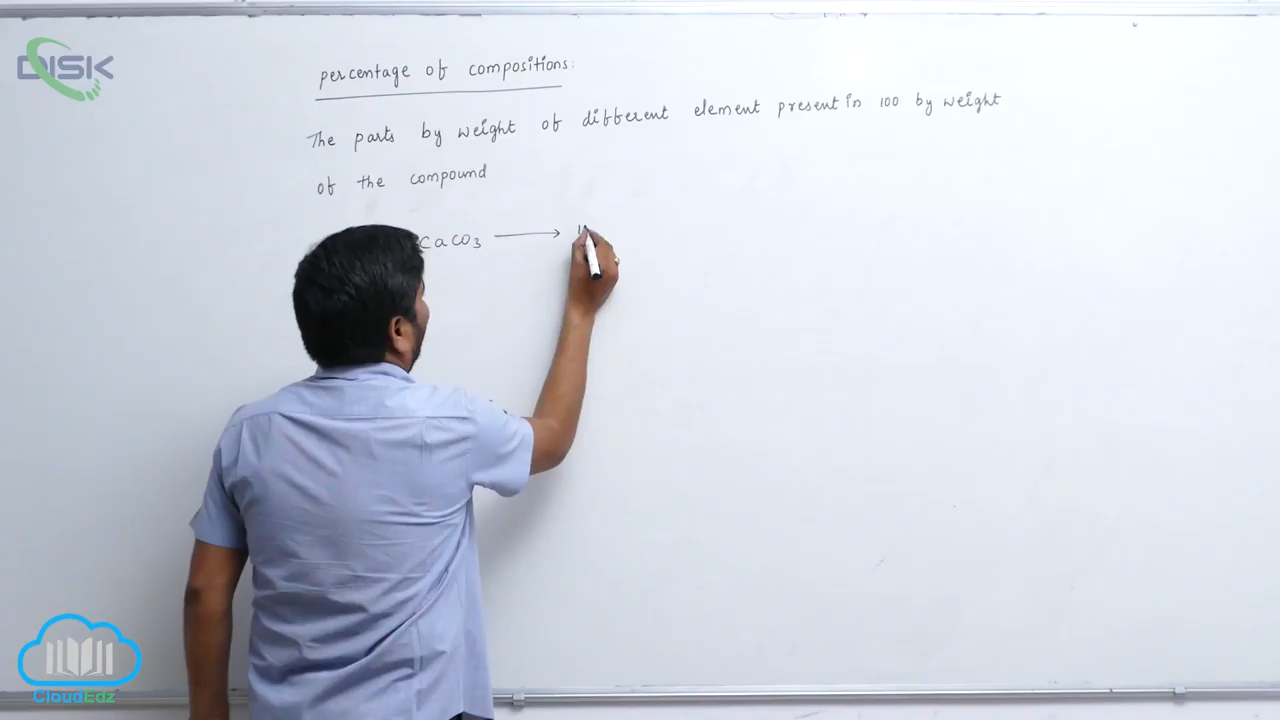 DISK
percentage of compositions:
The parts by weight of different element present in 100 by weight
of the compound
CaCO3 ⟶
CloudEdz